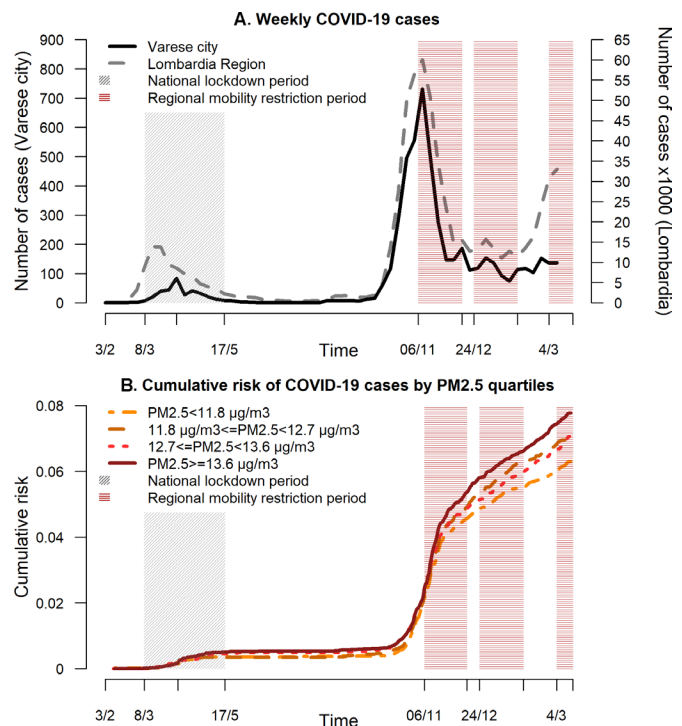 A. Weekly COVID-19 cases
Varese city
Lombardia Region
National lockdown period
Regional mobility restriction period
Number of cases (Varese city)
900
800
700
600
500
400
300
200
100
0
Number of cases x1000 (Lombardia)
65
60
55
50
45
40
35
30
25
20
15
10
5
0
3/2 8/3 17/5 Time 06/11 24/12 4/3
B. Cumulative risk of COVID-19 cases by PM2.5 quartiles
PM2.5<11.8 µg/m3
11.8 µg/m3<=PM2.5<12.7 µg/m3
12.7<=PM2.5<13.6 µg/m3
PM2.5>=13.6 µg/m3
National lockdown period
Regional mobility restriction period
Cumulative risk
0.08
0.06
0.04
0.02
0
3/2 8/3 17/5 Time 06/11 24/12 4/3